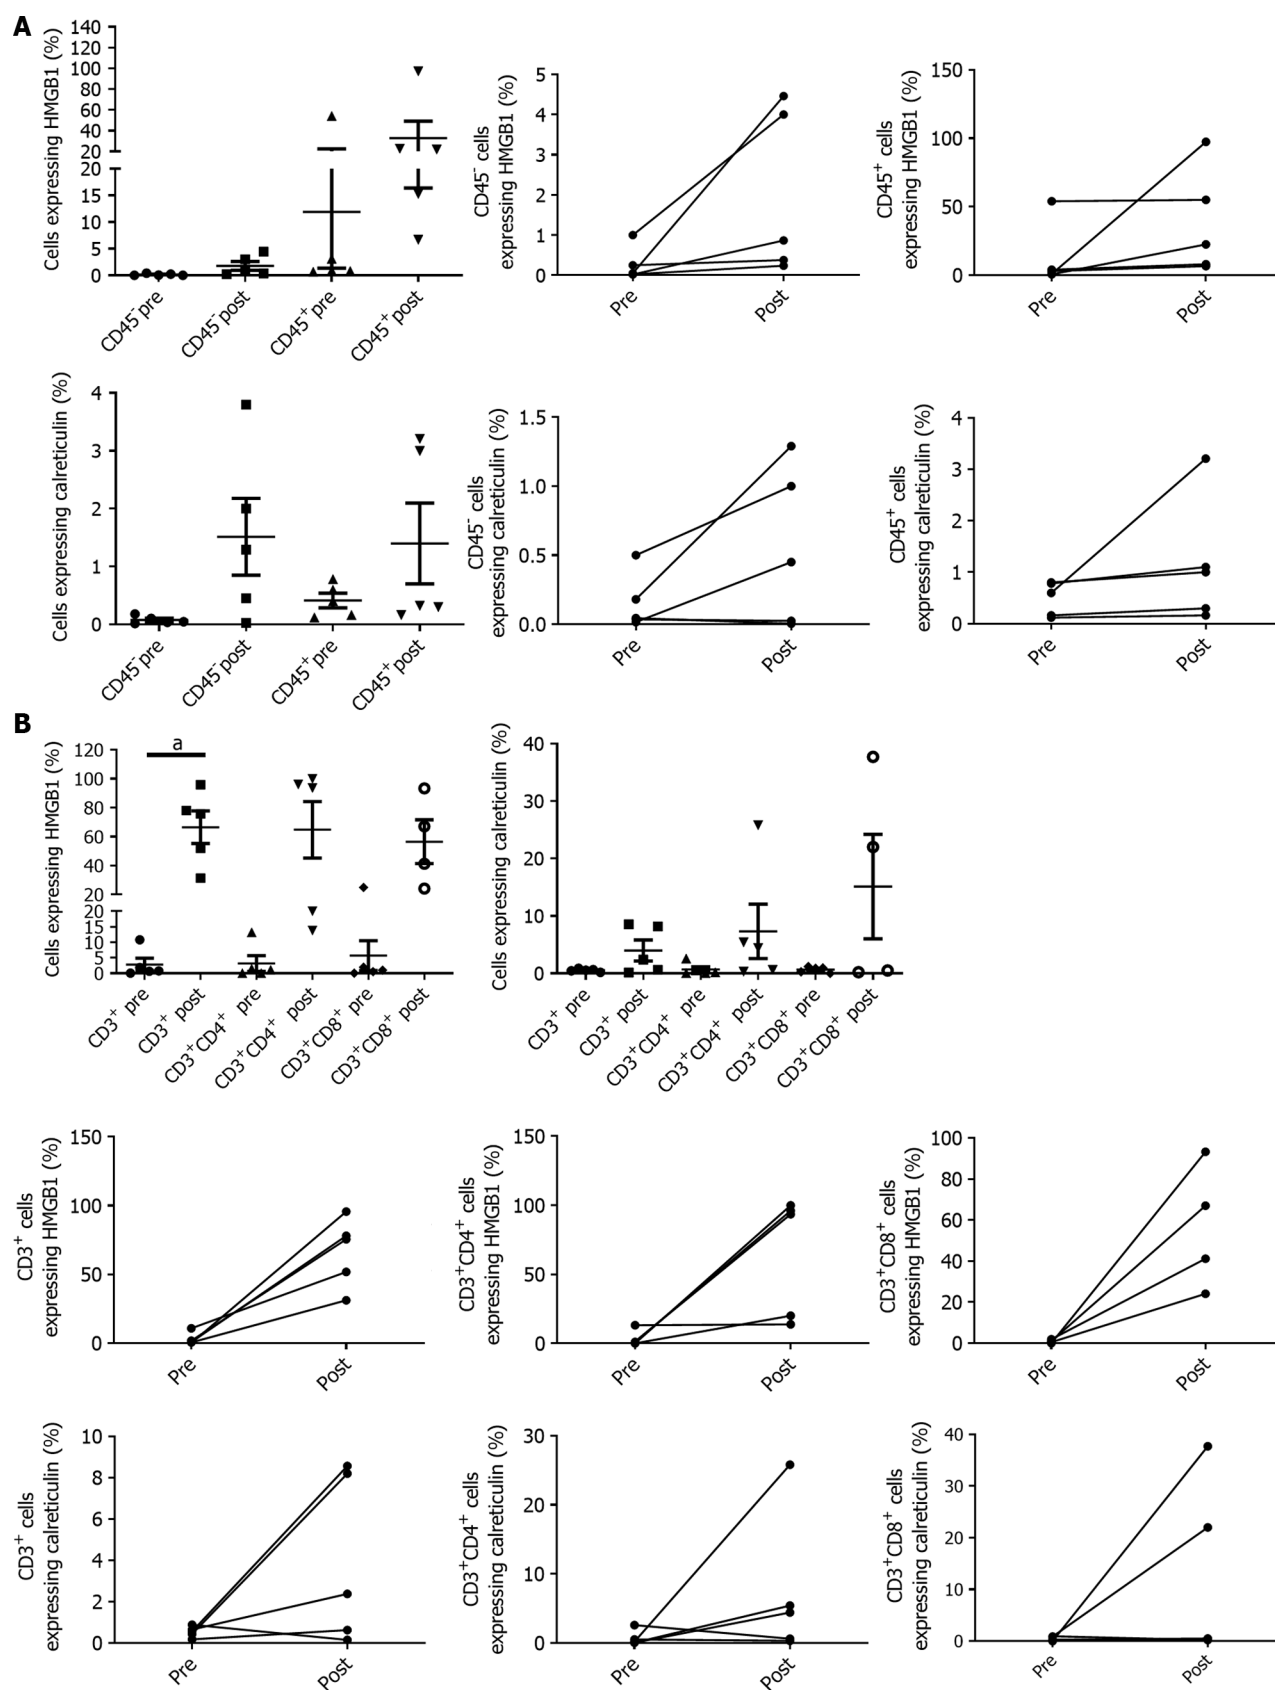 A
Cells expressing HMGB1 (%)
140
120
100
80
60
40
20
20
15
10
5
0
CD45⁻pre
CD45⁻post
CD45⁺ pre
CD45⁺ post
CD45⁻ cells
expressing HMGB1 (%)
5
4
3
2
1
0
Pre
Post
CD45⁺ cells
expressing HMGB1 (%)
150
100
50
0
Pre
Post
Cells expressing calreticulin (%)
4
3
2
1
0
CD45⁻pre
CD45⁻post
CD45⁺ pre
CD45⁺ post
CD45⁻ cells
expressing calreticulin (%)
1.5
1.0
0.5
0.0
Pre
Post
CD45⁺ cells
expressing calreticulin (%)
4
3
2
1
0
Pre
Post
B
Cells expressing HMGB1 (%)
120
100
80
60
40
20
20
15
10
5
0
a
CD3⁺ pre
CD3⁺ post
CD3⁺CD4⁺ pre
CD3⁺CD4⁺ post
CD3⁺CD8⁺ pre
CD3⁺CD8⁺ post
Cells expressing calreticulin (%)
40
30
20
10
0
CD3⁺ pre
CD3⁺ post
CD3⁺CD4⁺ pre
CD3⁺CD4⁺ post
CD3⁺CD8⁺ pre
CD3⁺CD8⁺ post
CD3⁺ cells
expressing HMGB1 (%)
150
100
50
0
Pre
Post
CD3⁺CD4⁺ cells
expressing HMGB1 (%)
150
100
50
0
Pre
Post
CD3⁺CD8⁺ cells
expressing HMGB1 (%)
100
80
60
40
20
0
Pre
Post
CD3⁺ cells
expressing calreticulin (%)
10
8
6
4
2
0
Pre
Post
CD3⁺CD4⁺ cells
expressing calreticulin (%)
30
20
10
0
Pre
Post
CD3⁺CD8⁺ cells
expressing calreticulin (%)
40
30
20
10
0
Pre
Post